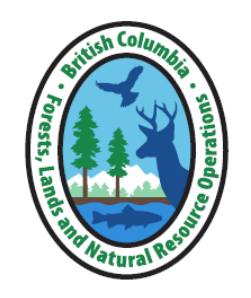 • British Columbia •
Forests, Lands and Natural Resource Operations